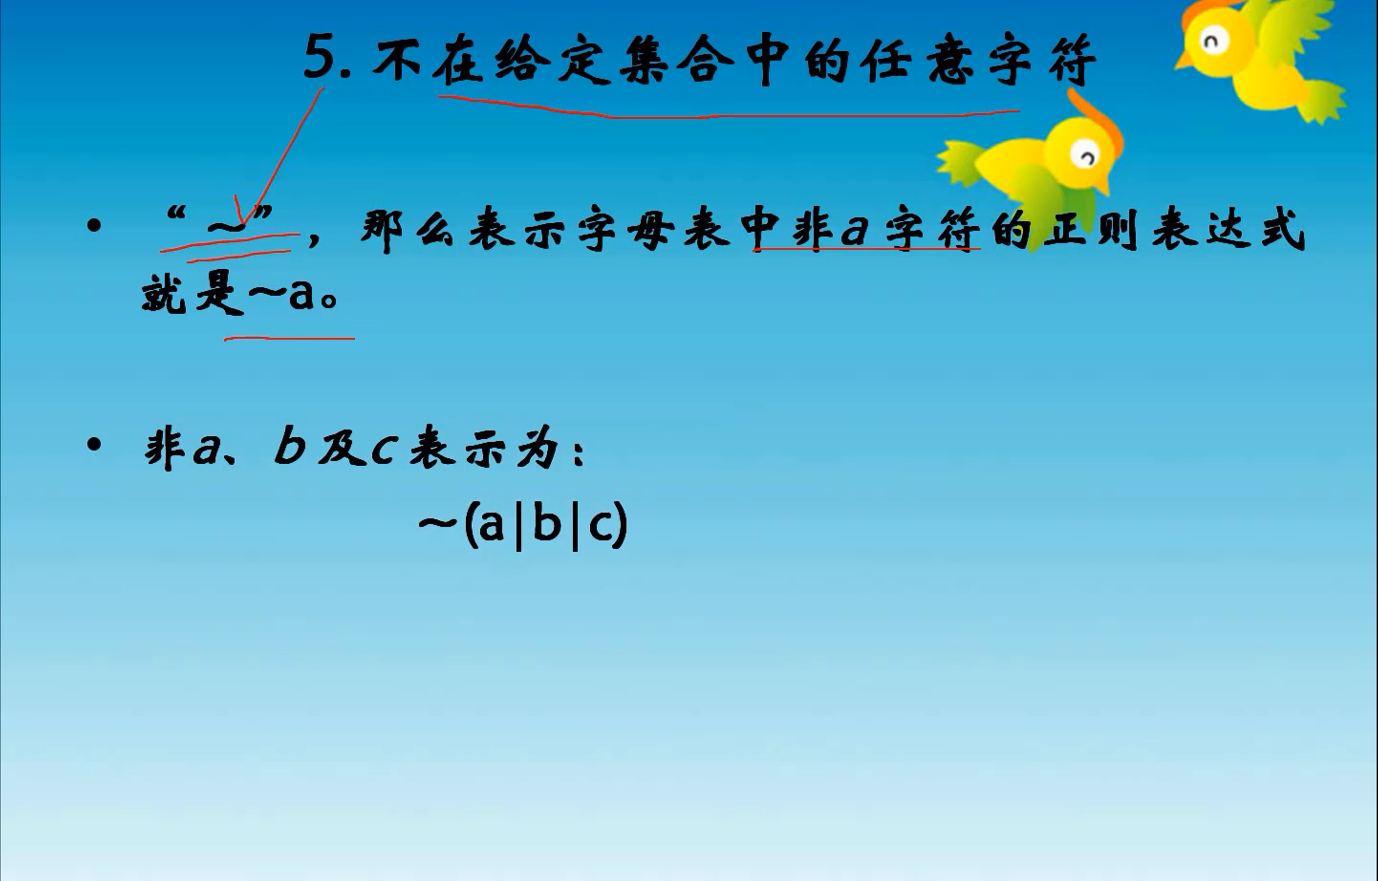 5.不在给定集合中的任意字符
• “～”，那么表示字母表中非a字符的正则表达式
就是～a。
• 非a、b及c表示为：
～(a|b|c)